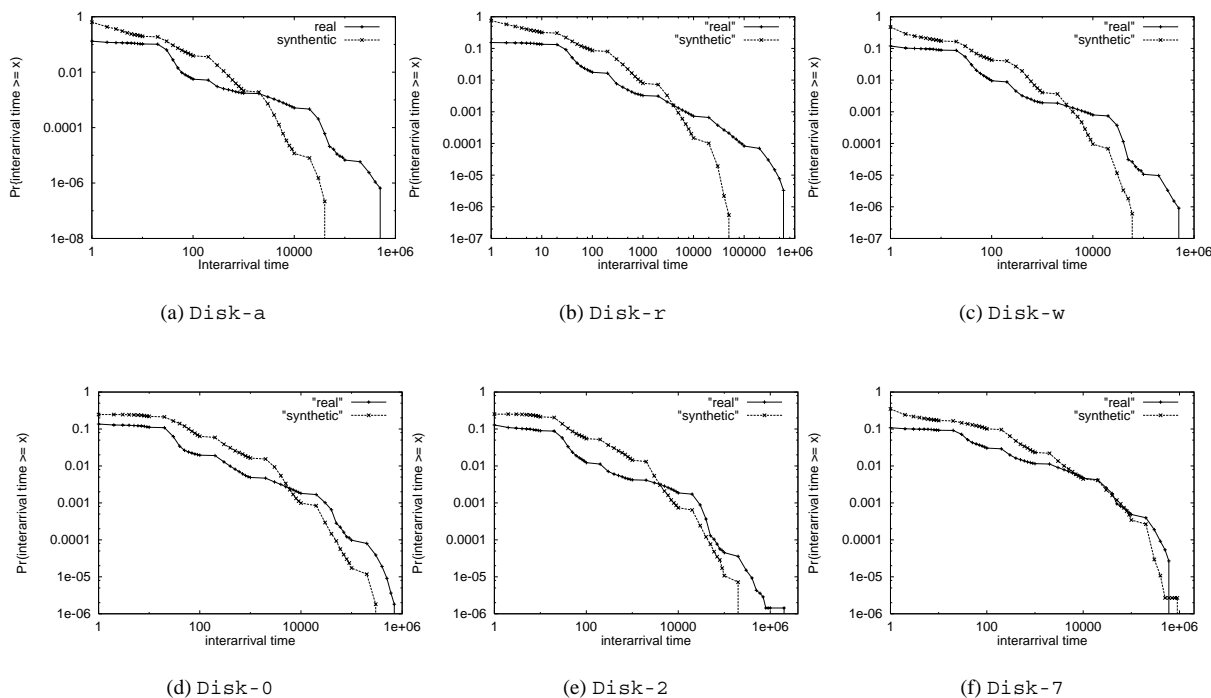 1
0.01
0.0001
1e-06
1e-08
1
100
10000
1e+06
Pr(interarrival time >= x)
Interarrival time
real
synthentic
(a) Disk-a
1
0.1
0.01
0.001
0.0001
1e-05
1e-06
1e-07
1
10
100
1000
10000
100000
1e+06
Pr(interarrival time >= x)
interarrival time
"real"
"synthetic"
(b) Disk-r
1
0.1
0.01
0.001
0.0001
1e-05
1e-06
1e-07
1
100
10000
1e+06
Pr(interarrival time >= x)
interarrival time
"real"
"synthetic"
(c) Disk-w
1
0.1
0.01
0.001
0.0001
1e-05
1e-06
1
100
10000
1e+06
Pr(interarrival time >= x)
interarrival time
"real"
"synthetic"
(d) Disk-0
1
0.1
0.01
0.001
0.0001
1e-05
1e-06
1
100
10000
1e+06
Pr(interarrival time >= x)
interarrival time
"real"
"synthetic"
(e) Disk-2
1
0.1
0.01
0.001
0.0001
1e-05
1e-06
1
100
10000
1e+06
Pr(interarrival time >= x)
interarrival time
"real"
"synthetic"
(f) Disk-7